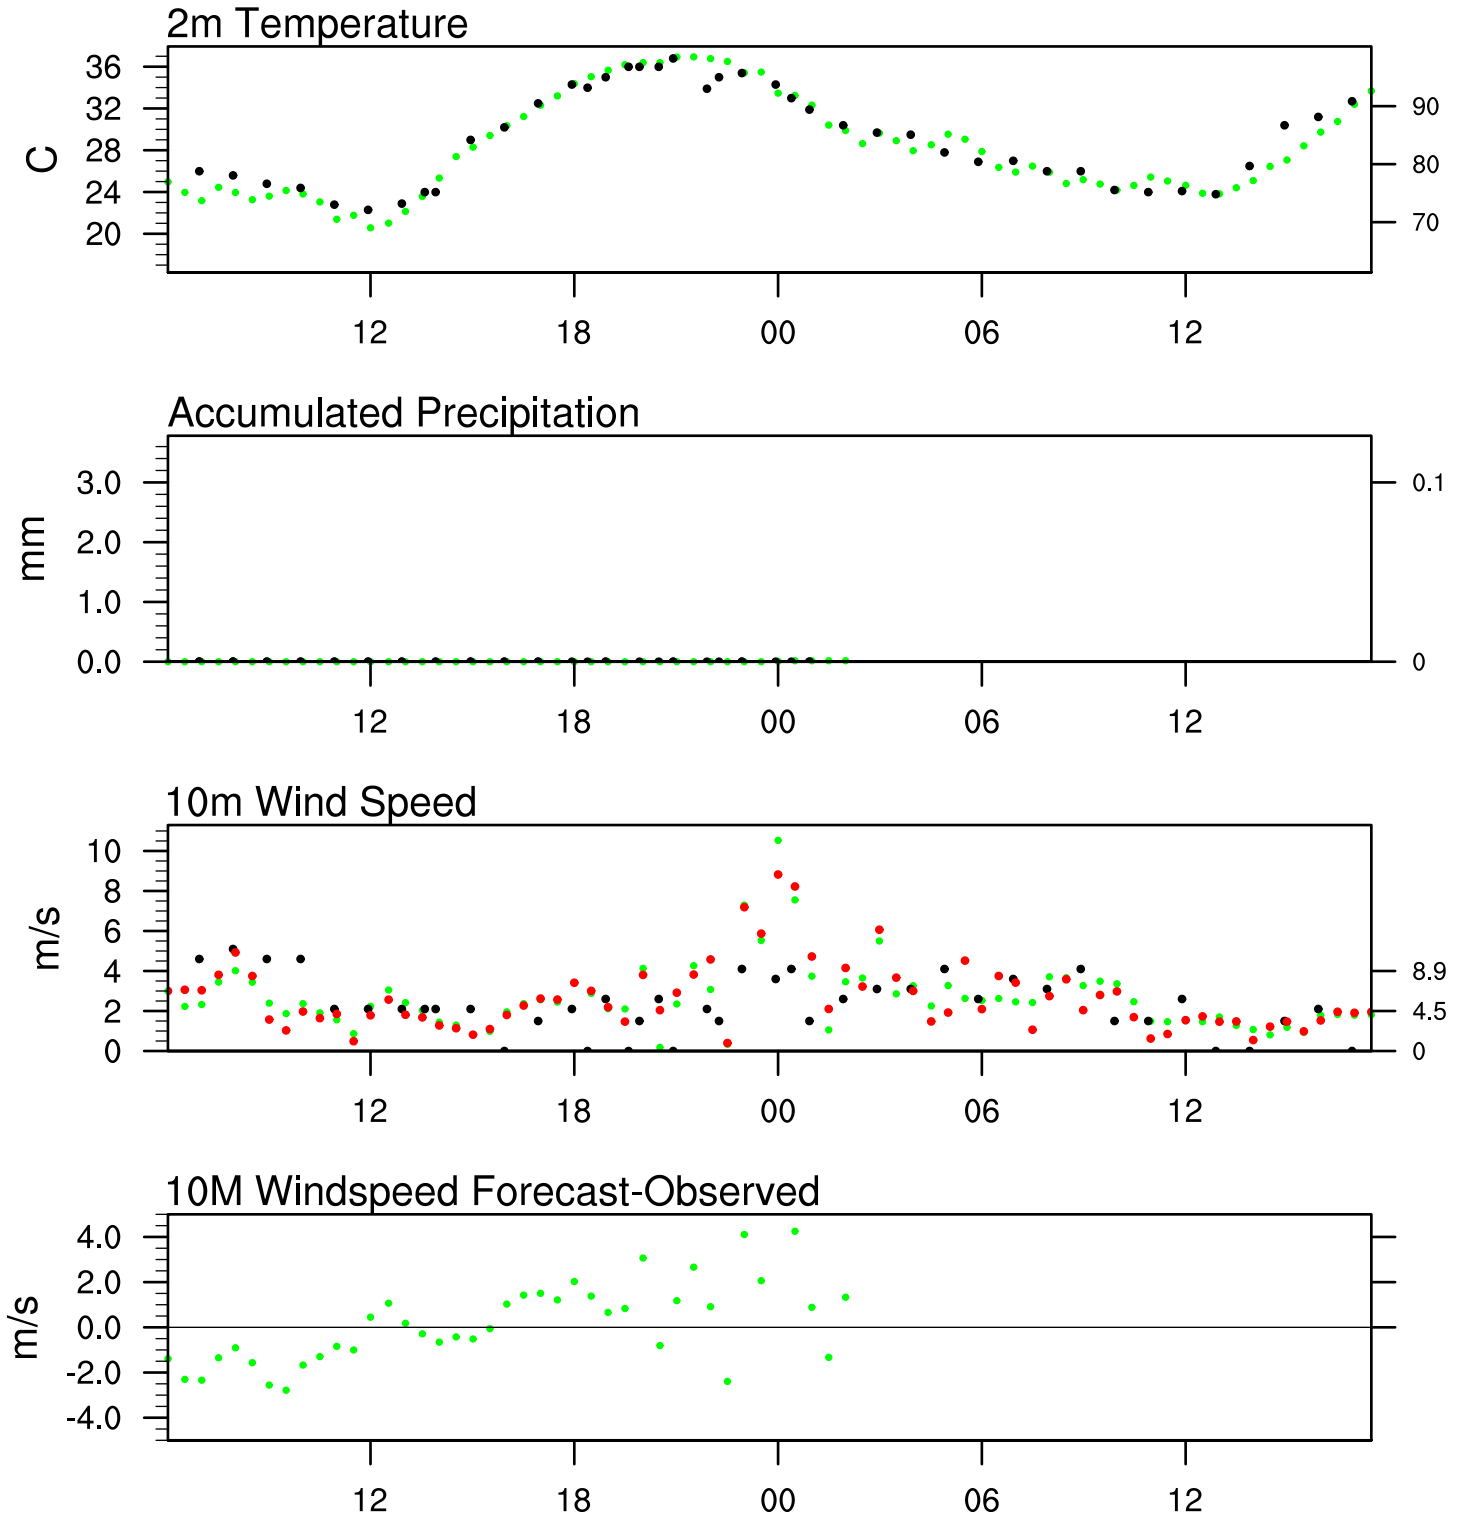 2m Temperature
C
36
32
28
24
20
90
80
70
12 18 00 06 12
Accumulated Precipitation
mm
3.0
2.0
1.0
0.0
0.1
0
12 18 00 06 12
10m Wind Speed
m/s
10
8
6
4
2
0
8.9
4.5
0
12 18 00 06 12
10M Windspeed Forecast-Observed
m/s
4.0
2.0
0.0
-2.0
-4.0
12 18 00 06 12